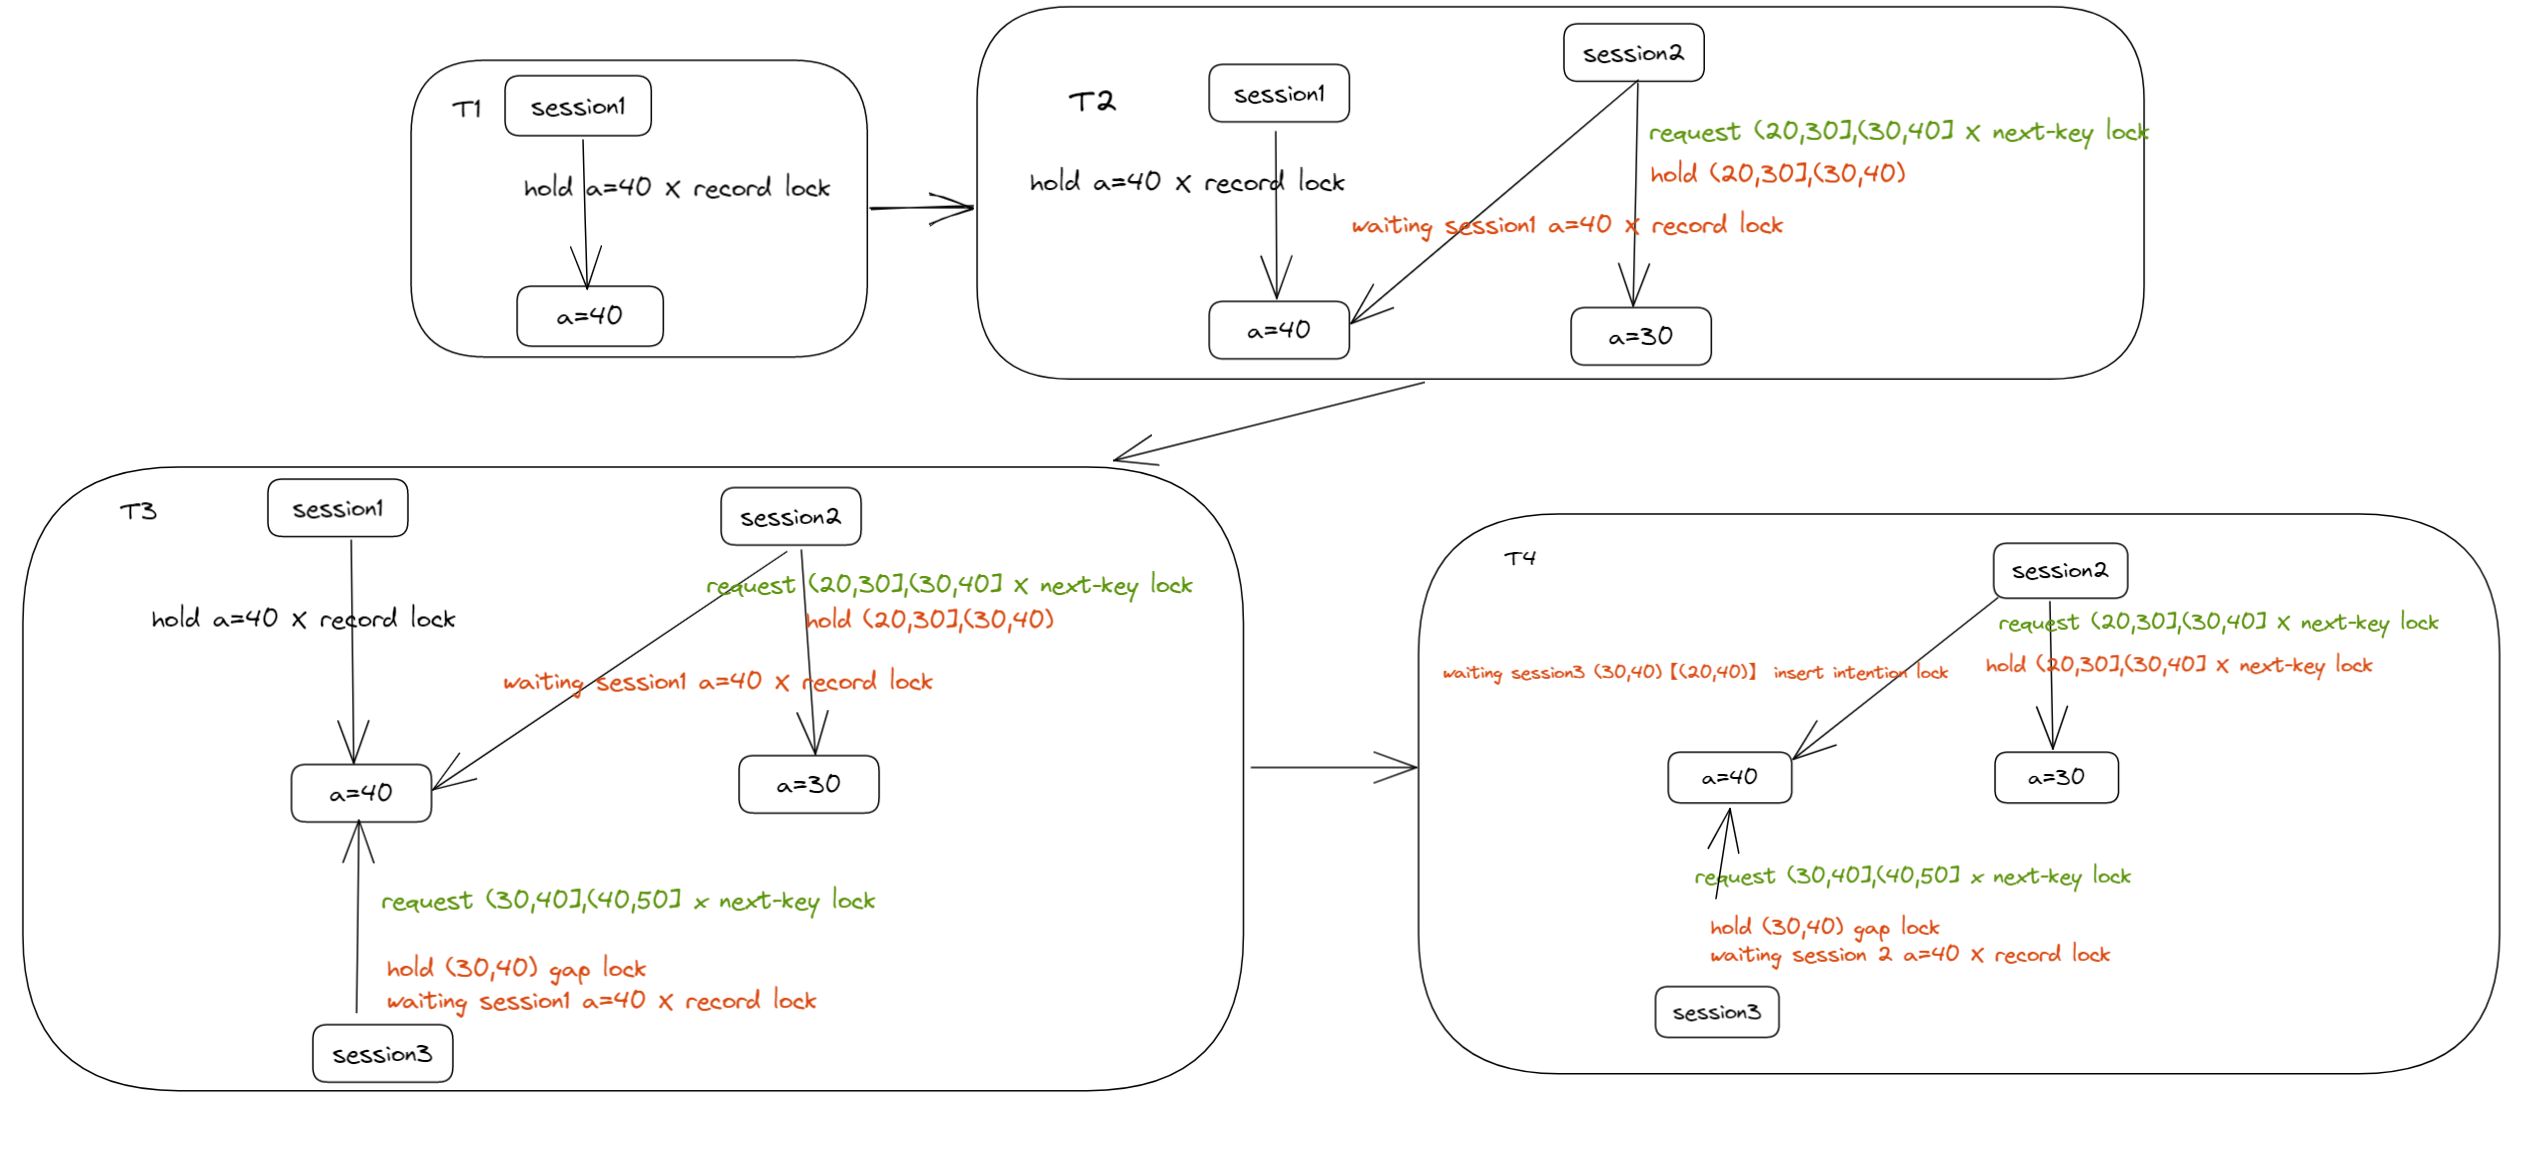 T1
session1
hold a=40 X record lock
a=40
T2
session1
session2
request (20,30],(30,40] X next-key lock
hold (20,30],(30,40)
hold a=40 X record lock
waiting session1 a=40 X record lock
a=40
a=30
T3
session1
session2
request (20,30],(30,40] X next-key lock
hold (20,30],(30,40)
hold a=40 X record lock
waiting session1 a=40 X record lock
a=40
a=30
request (30,40],(40,50] x next-key lock
hold (30,40) gap lock
waiting session1 a=40 X record lock
session3
T4
session2
request (20,30],(30,40] X next-key lock
hold (20,30],(30,40] X next-key lock
waiting session3 (30,40)【(20,40)】 insert intention lock
a=40
a=30
request (30,40],(40,50] x next-key lock
hold (30,40) gap lock
waiting session 2 a=40 X record lock
session3